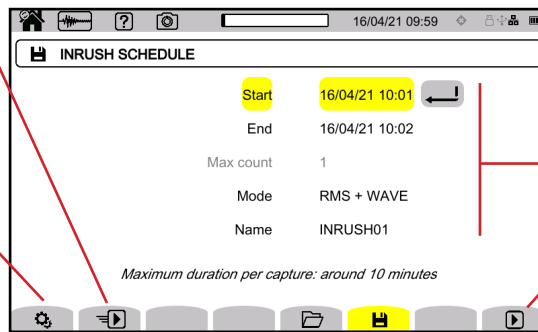 ? 16/04/21 09:59
INRUSH SCHEDULE
Start 16/04/21 10:01
End 16/04/21 10:02
Max count 1
Mode RMS + WAVE
Name INRUSH01
Maximum duration per capture: around 10 minutes